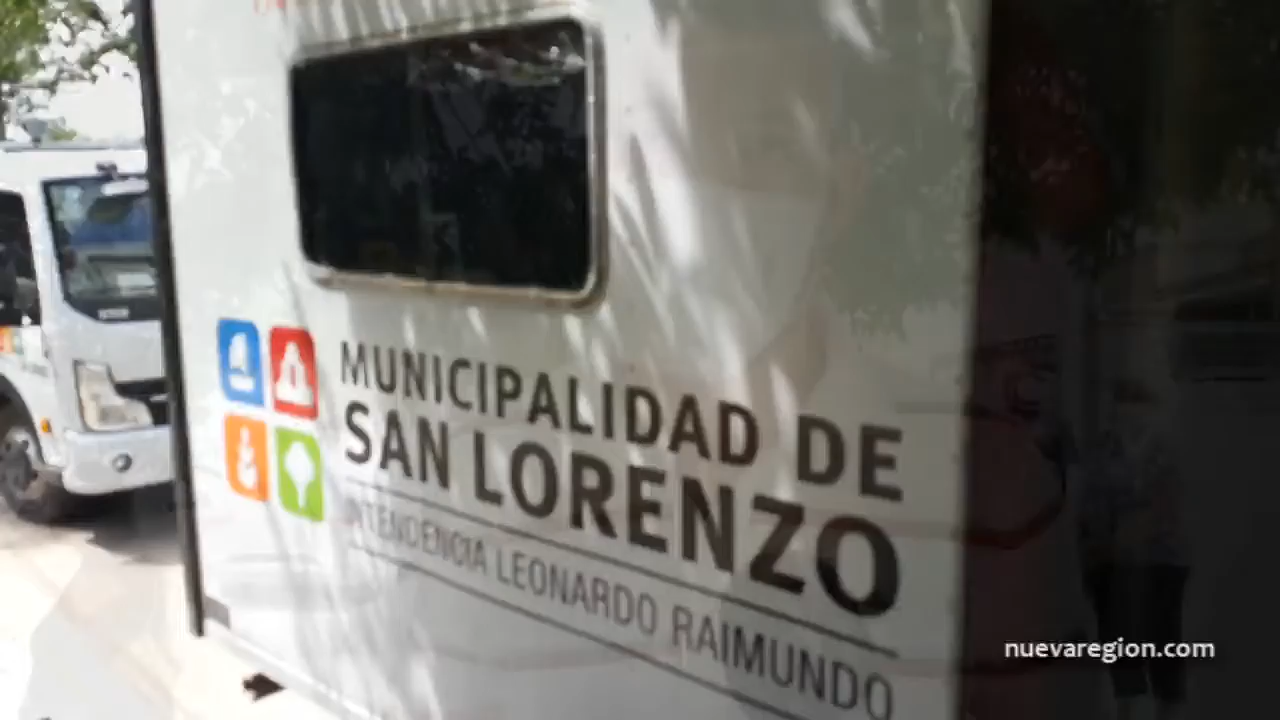 MUNICIPALIDAD DE
SAN LORENZO
INTENDENCIA LEONARDO RAIMUNDO
nuevaregion.com